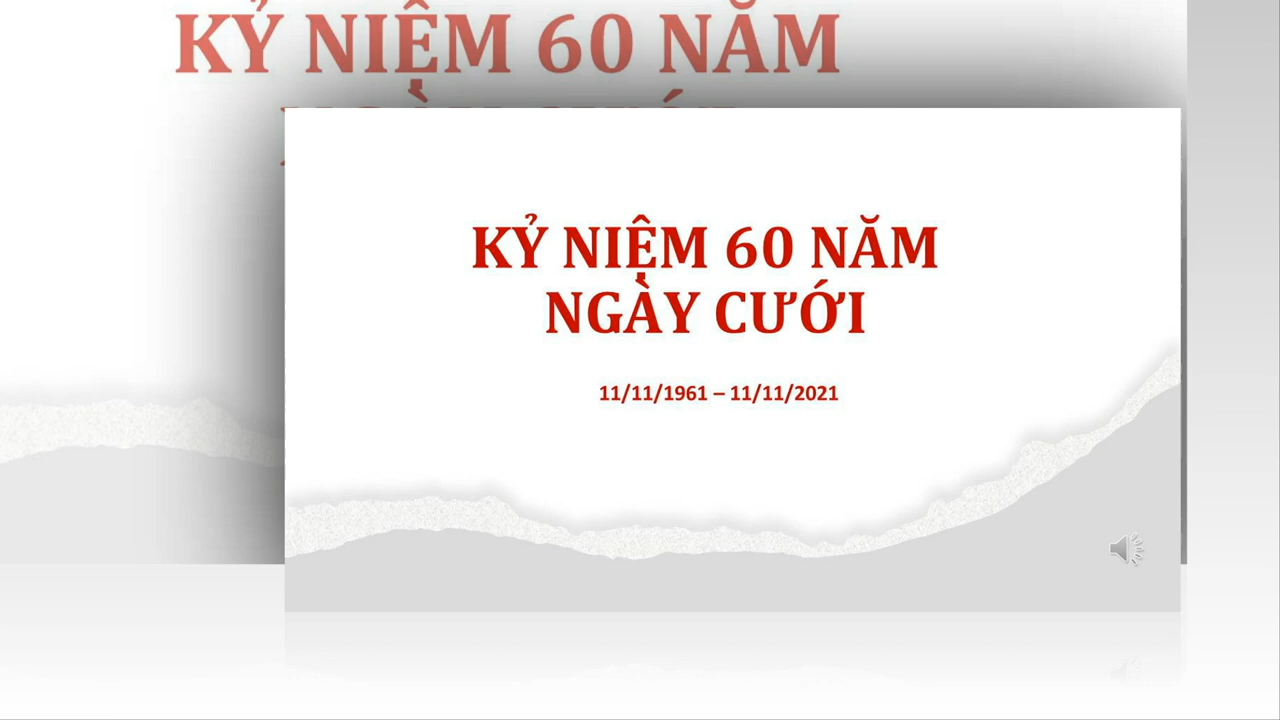 KỶ NIỆM 60 NĂM
KỶ NIỆM 60 NĂM
NGÀY CƯỚI
11/11/1961 – 11/11/2021